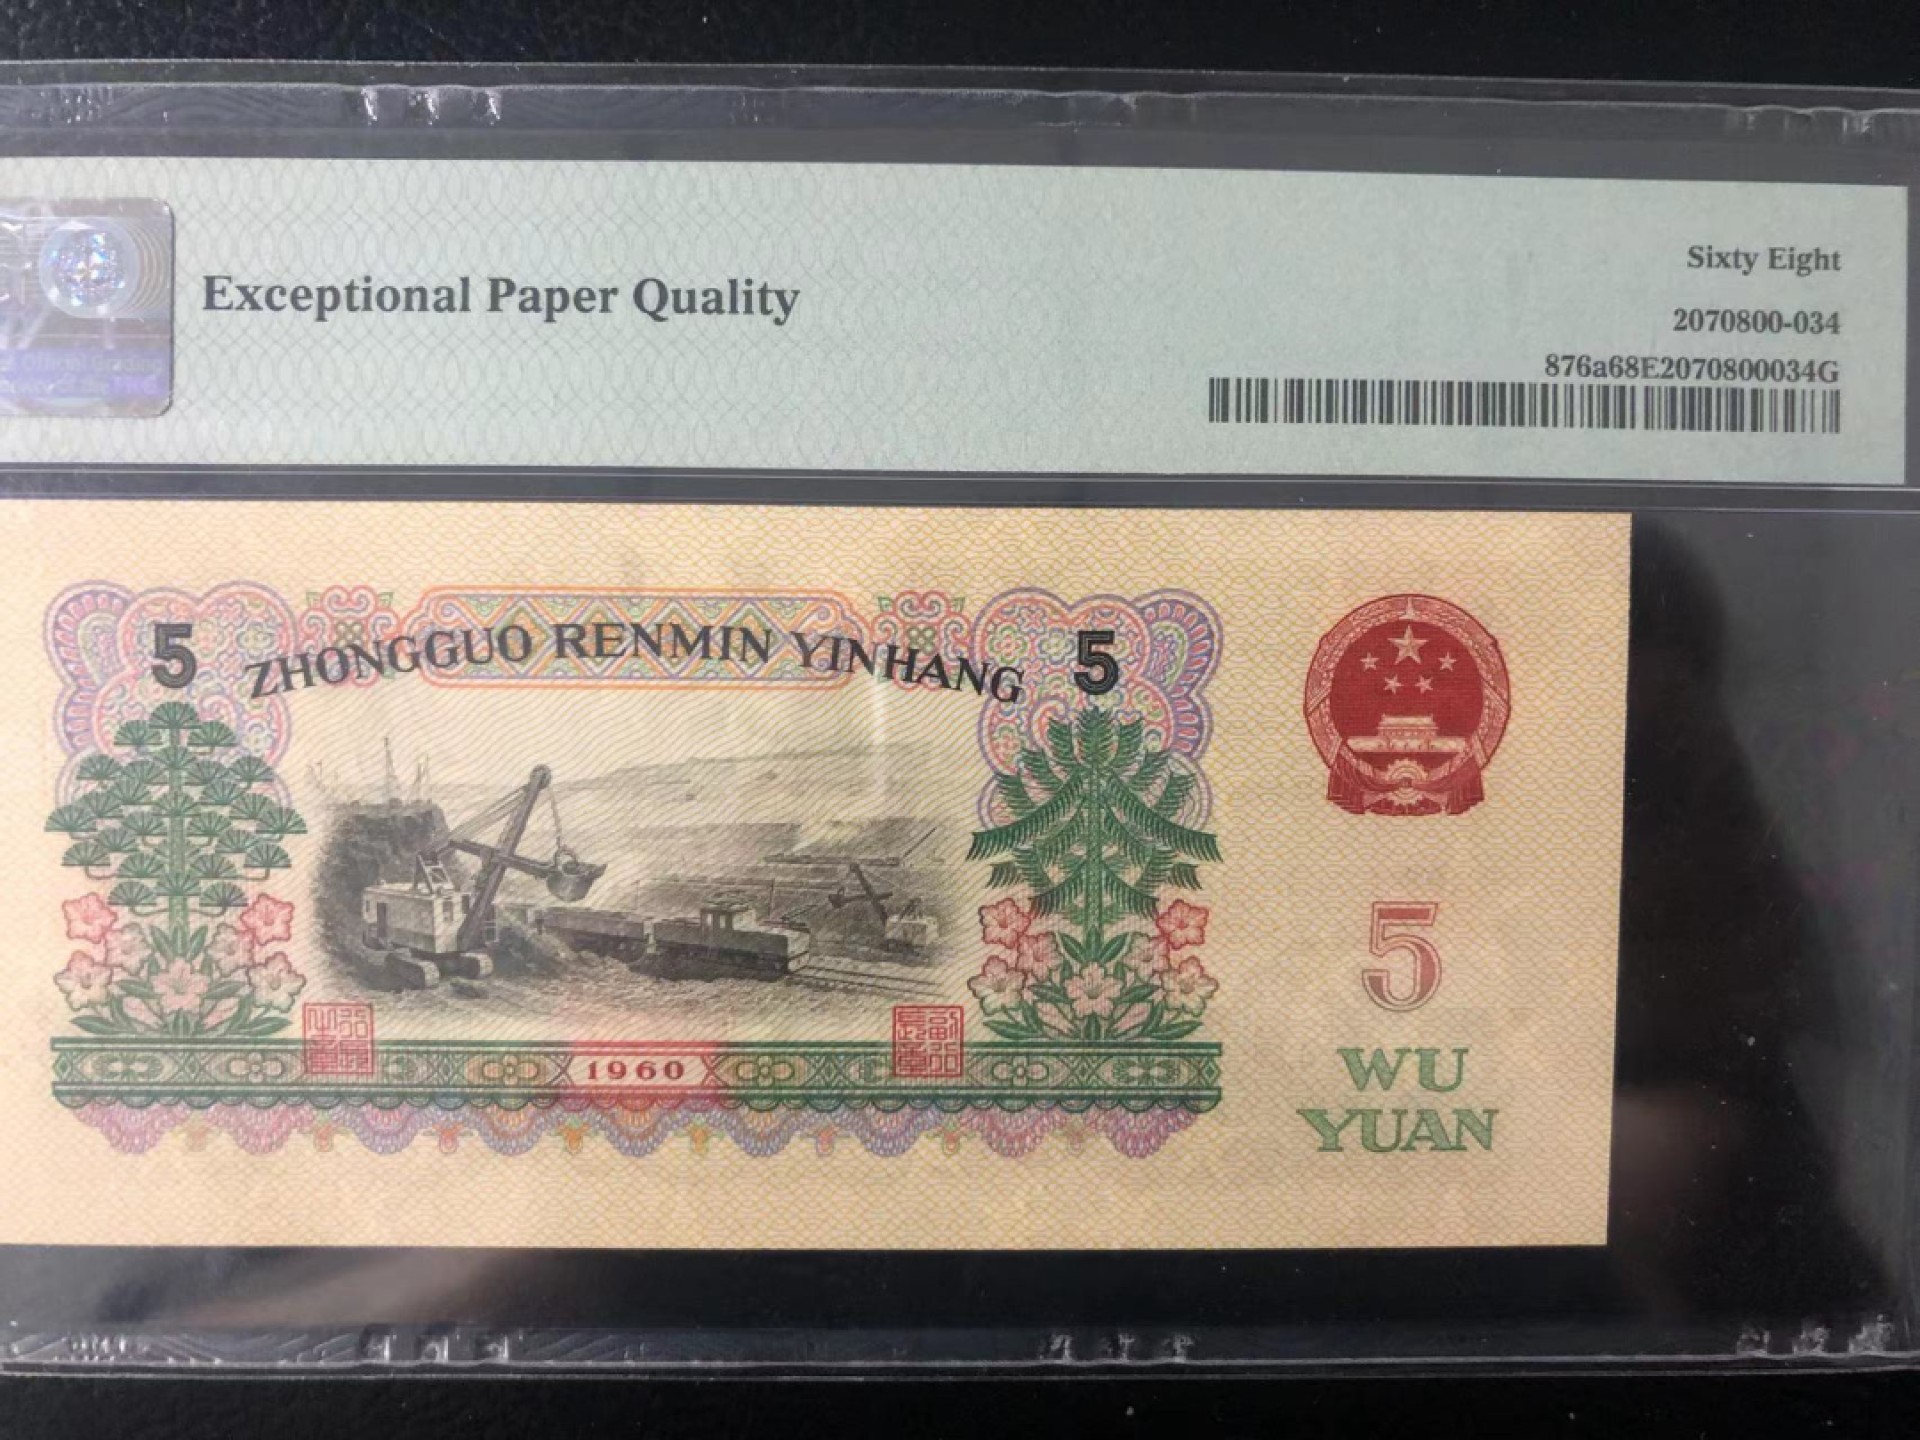 Exceptional Paper Quality
Sixty Eight
2070800-034
876a68E2070800034G
5 ZHONGGUO RENMIN YINHANG 5
5
1960
WU
YUAN